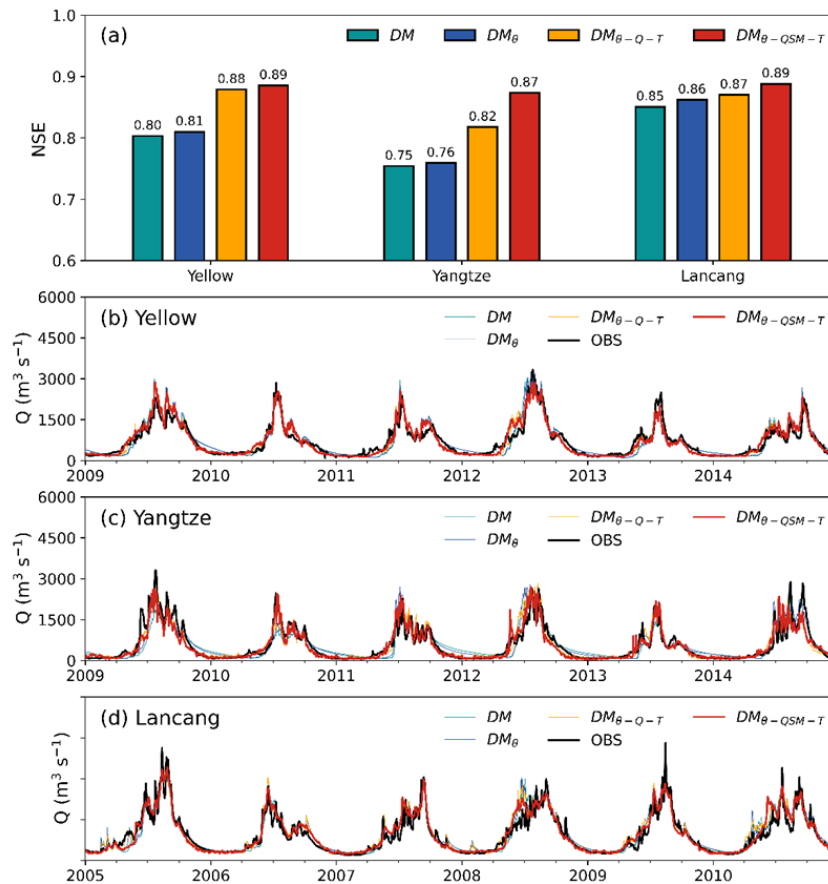 (a) DM DMθ DMθ−Q−T DMθ−QSM−T
NSE
1.0
0.9
0.8
0.7
0.6
0.80 0.81 0.88 0.89
0.75 0.76 0.82 0.87
0.85 0.86 0.87 0.89
Yellow Yangtze Lancang
(b) Yellow
DM DMθ−Q−T DMθ−QSM−T
DMθ OBS
Q (m³ s⁻¹)
6000
4500
3000
1500
0
2009 2010 2011 2012 2013 2014
(c) Yangtze
DM DMθ−Q−T DMθ−QSM−T
DMθ OBS
Q (m³ s⁻¹)
6000
4500
3000
1500
0
2009 2010 2011 2012 2013 2014
(d) Lancang
DM DMθ−Q−T DMθ−QSM−T
DMθ OBS
Q (m³ s⁻¹)
2005 2006 2007 2008 2009 2010